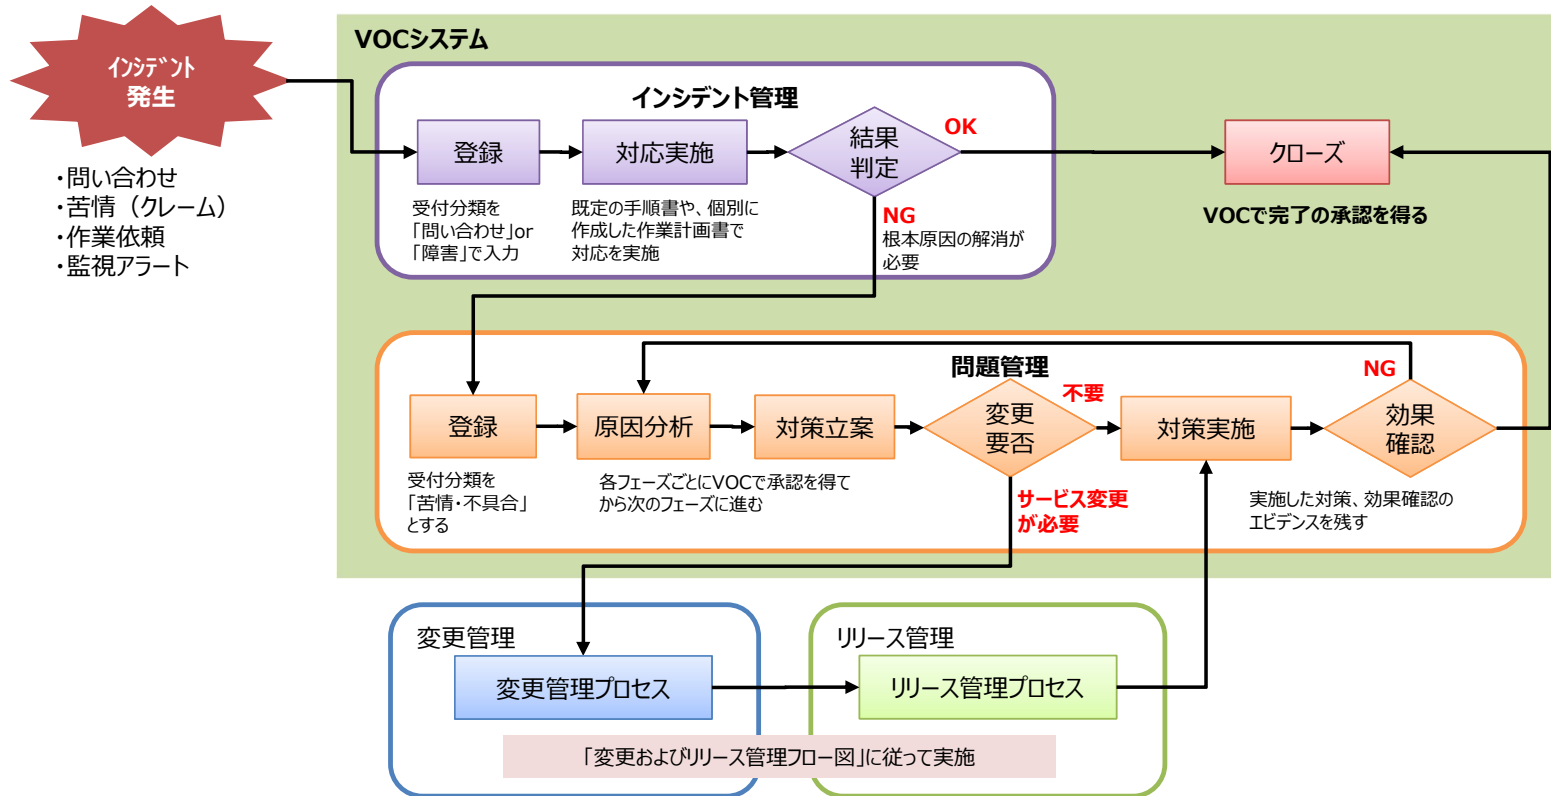 VOCシステム
インシデント
発生
・問い合わせ
・苦情（クレーム）
・作業依頼
・監視アラート
インシデント管理
登録
対応実施
結果
判定
OK
クローズ
受付分類を
「問い合わせ」or
「障害」で入力
既定の手順書や、個別に
作成した作業計画書で
対応を実施
NG
根本原因の解消が
必要
VOCで完了の承認を得る
問題管理
NG
登録
原因分析
対策立案
変更
要否
不要
対策実施
効果
確認
受付分類を
「苦情・不具合」
とする
各フェーズごとにVOCで承認を得て
から次のフェーズに進む
サービス変更
が必要
実施した対策、効果確認の
エビデンスを残す
変更管理
変更管理プロセス
リリース管理
リリース管理プロセス
「変更およびリリース管理フロー図」に従って実施